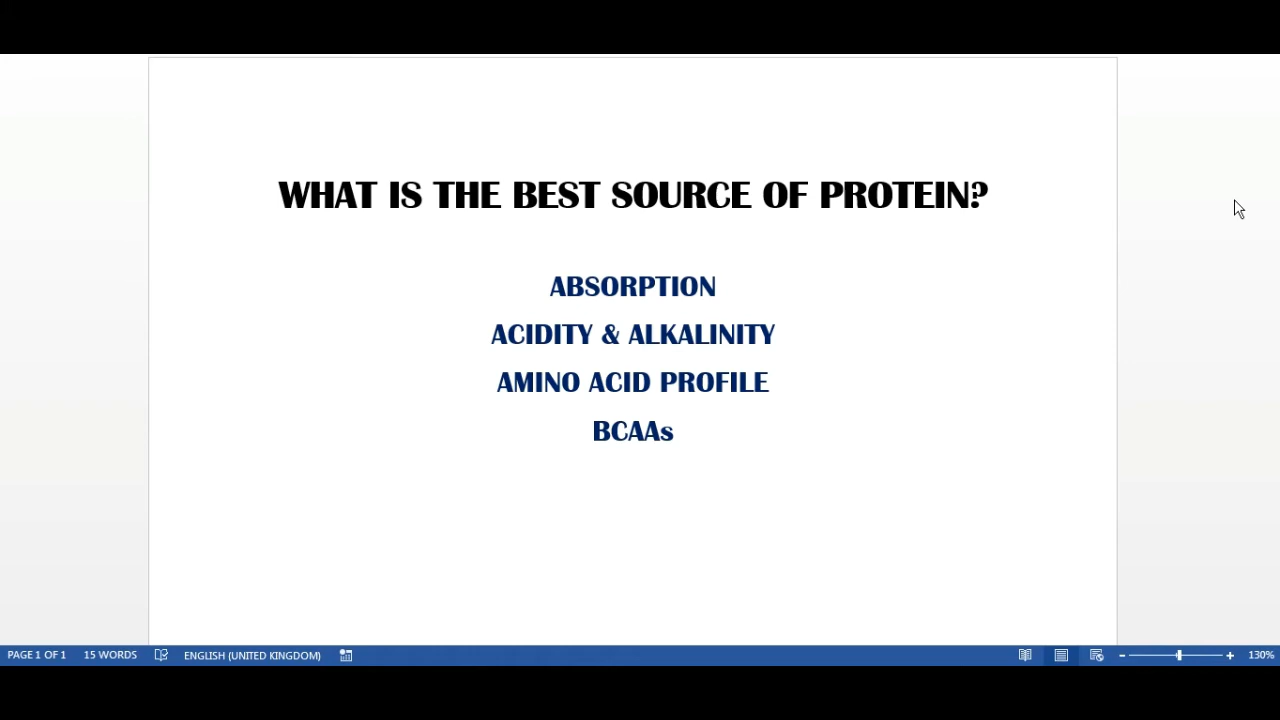 WHAT IS THE BEST SOURCE OF PROTEIN?
ABSORPTION
ACIDITY & ALKALINITY
AMINO ACID PROFILE
BCAAs
PAGE 1 OF 1 15 WORDS ENGLISH (UNITED KINGDOM) 130%